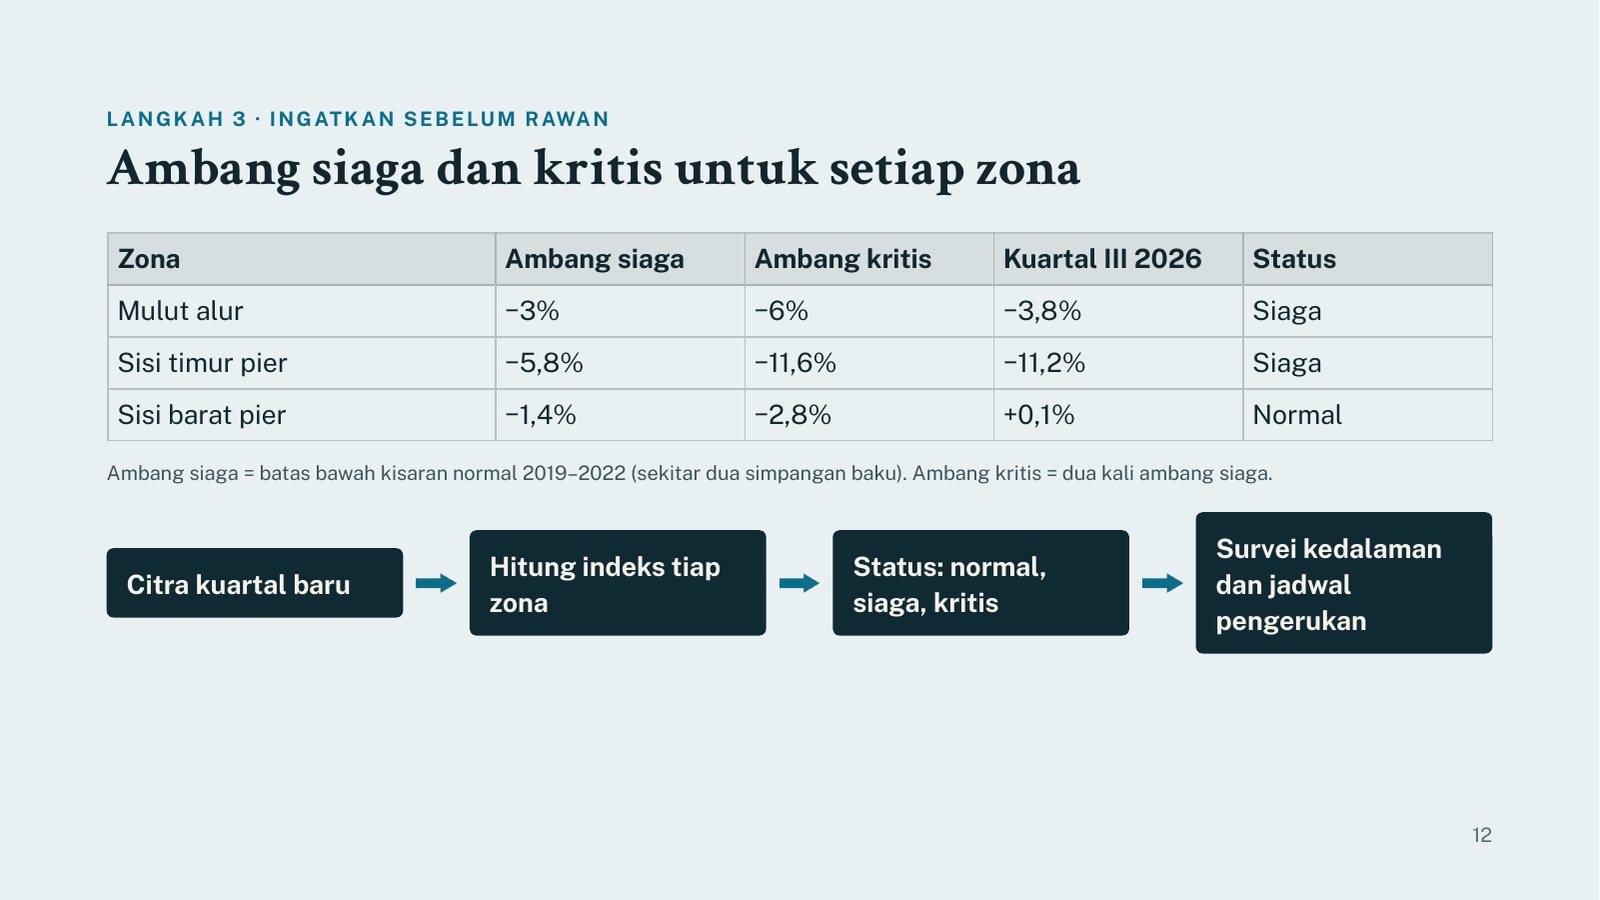 LANGKAH 3 · INGATKAN SEBELUM RAWAN
Ambang siaga dan kritis untuk setiap zona
Zona Ambang siaga Ambang kritis Kuartal III 2026 Status
Mulut alur −3% −6% −3,8% Siaga
Sisi timur pier −5,8% −11,6% −11,2% Siaga
Sisi barat pier −1,4% −2,8% +0,1% Normal
Ambang siaga = batas bawah kisaran normal 2019–2022 (sekitar dua simpangan baku). Ambang kritis = dua kali ambang siaga.
Citra kuartal baru
Hitung indeks tiap
zona
Status: normal,
siaga, kritis
Survei kedalaman
dan jadwal
pengerukan
12